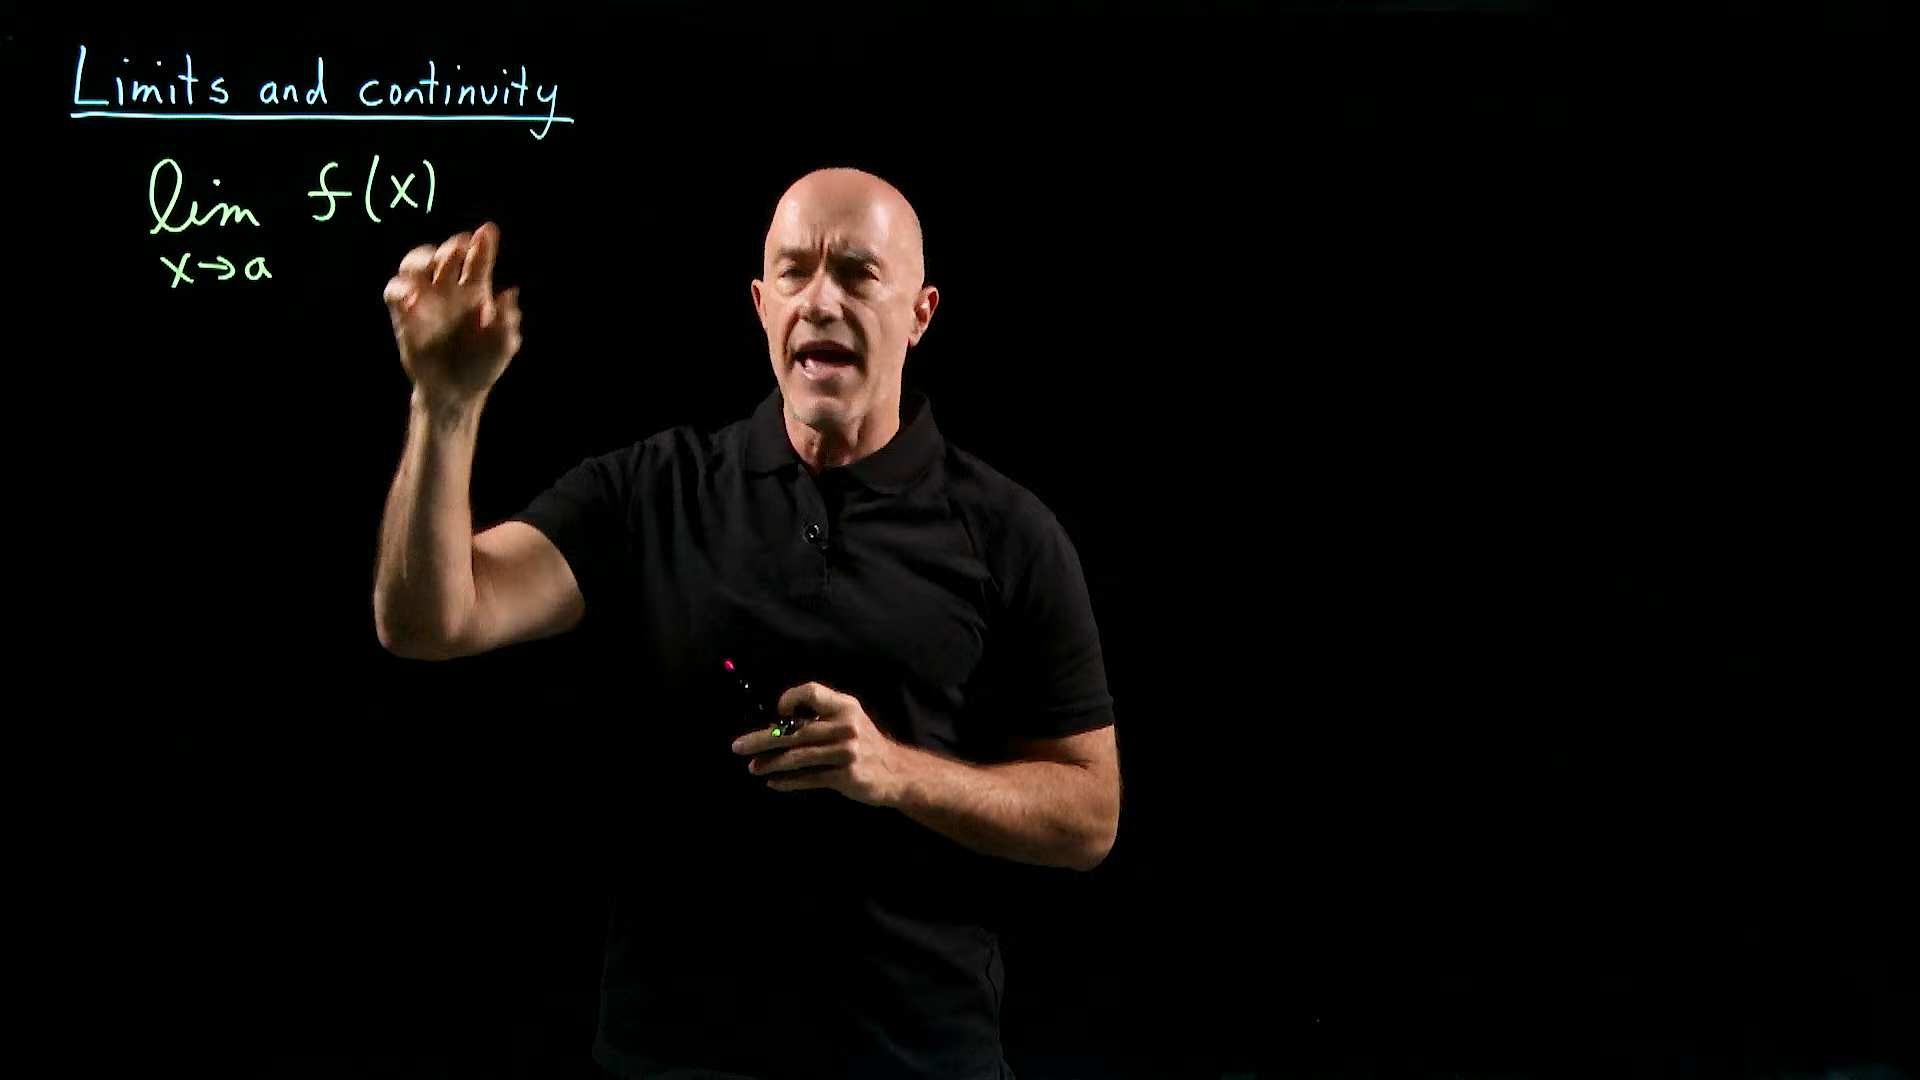 Limits and continuity
lim f(x)
x→a